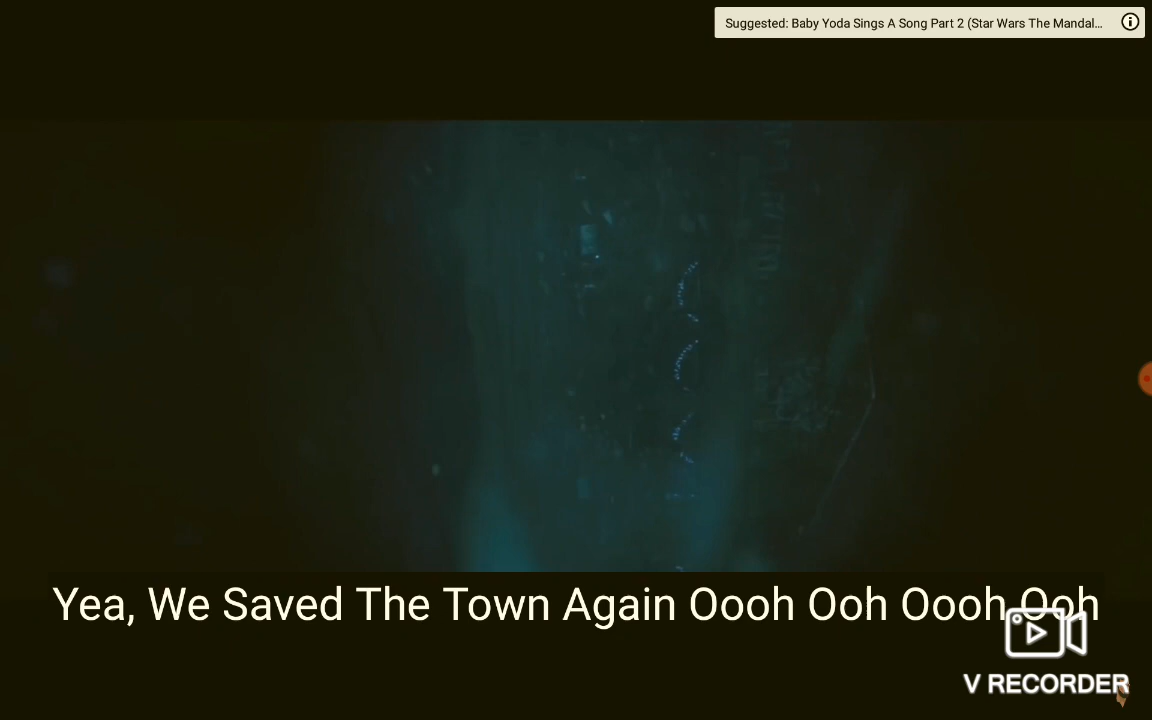 Suggested: Baby Yoda Sings A Song Part 2 (Star Wars The Mandal...
Yea, We Saved The Town Again Oooh Ooh Oooh Ooh
V RECORDER